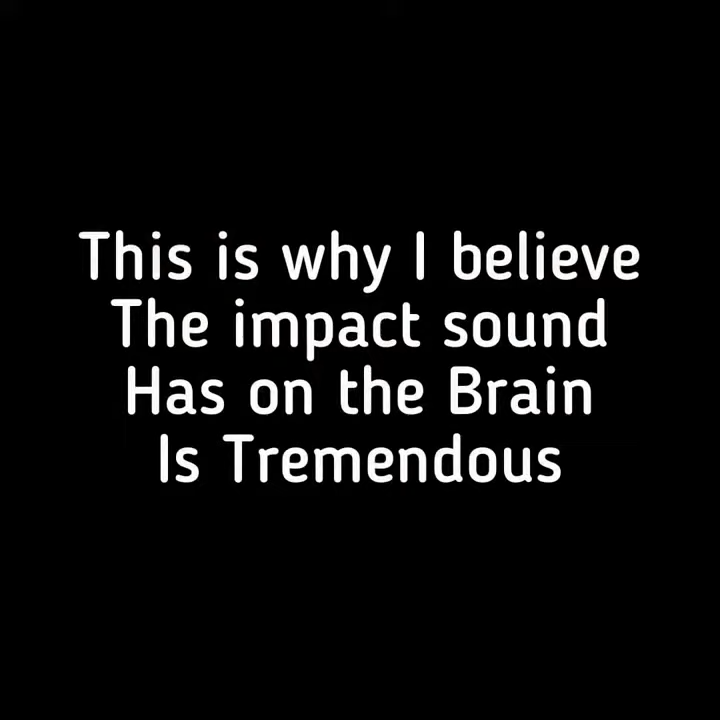 This is why I believe
The impact sound
Has on the Brain
Is Tremendous